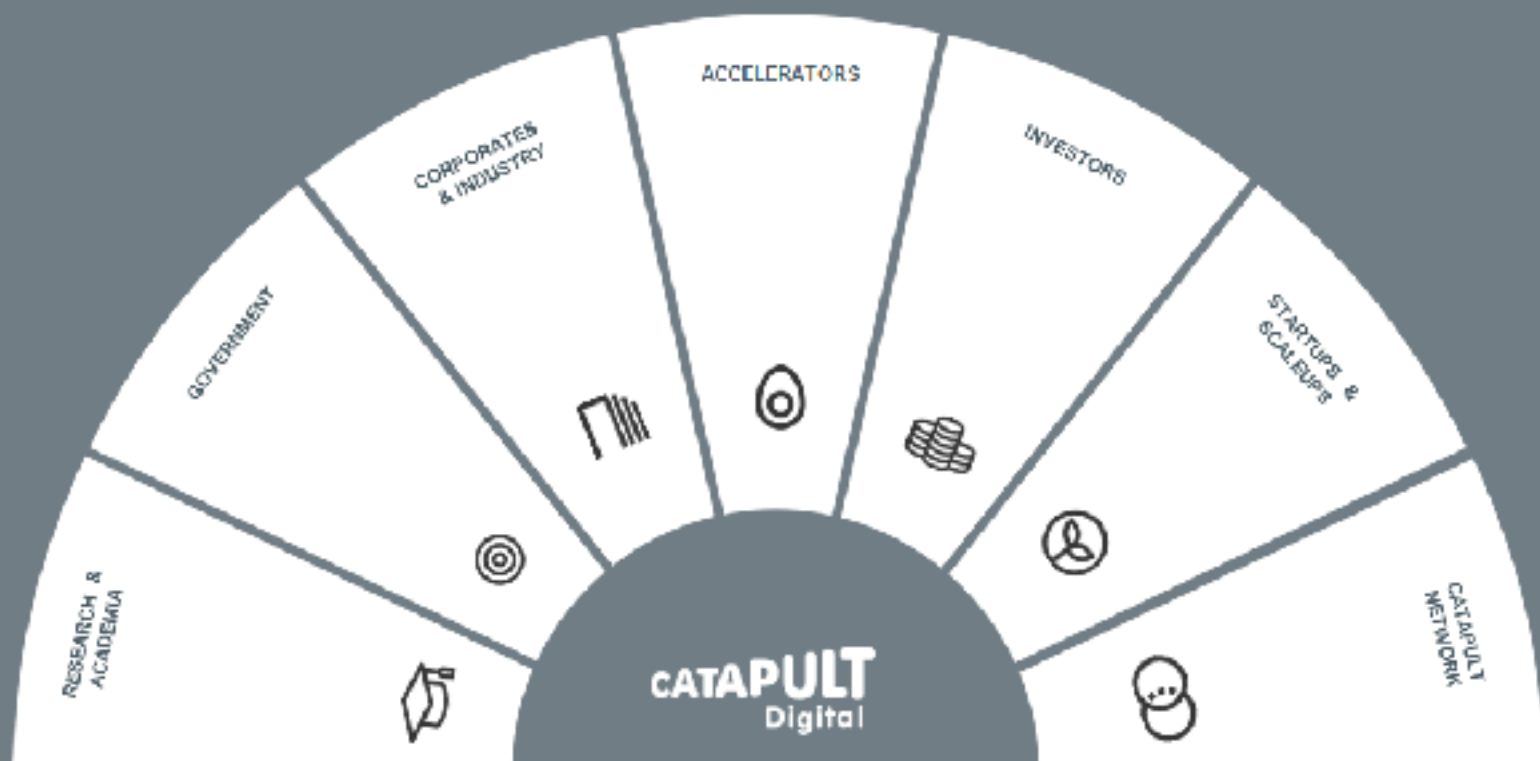 RESEARCH &
ACADEMIA
GOVERNMENT
CORPORATES
& INDUSTRY
ACCELERATORS
INVESTORS
STARTUPS &
SCALEUPS
CATAPULT
NETWORK
CATAPULT
Digital